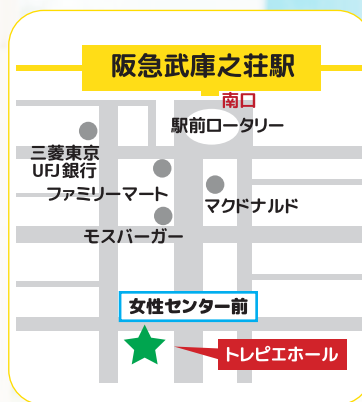 阪急武庫之荘駅
南口
駅前ロータリー
三菱東京
UFJ銀行
ファミリーマート
マクドナルド
モスバーガー
女性センター前
トレピエホール